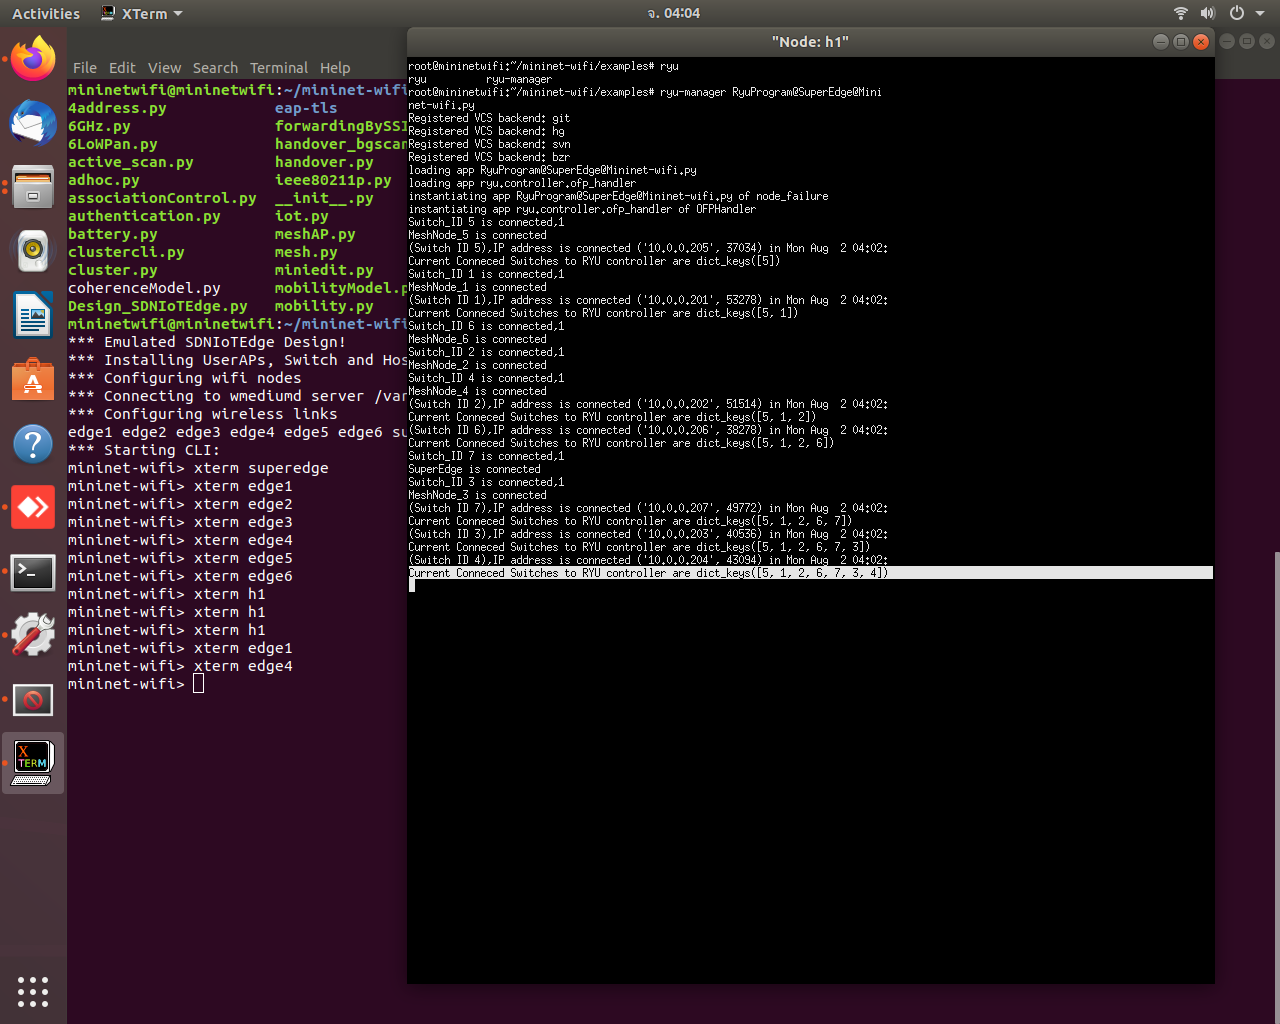 Activities
XTerm
จ. 04:04
"Node: h1"
File Edit View Search Terminal Help
mininetwifi@mininetwifi:~/mininet-wifi
4address.py eap-tls
6GHz.py forwardingBySSI
6LoWPan.py handover_bgscan
active_scan.py handover.py
adhoc.py ieee80211p.py
associationControl.py __init__.py
authentication.py iot.py
battery.py meshAP.py
clustercli.py mesh.py
cluster.py miniedit.py
coherenceModel.py mobilityModel.p
Design_SDNIoTEdge.py mobility.py
mininetwifi@mininetwifi:~/mininet-wifi
*** Emulated SDNIoTEdge Design!
*** Installing UserAPs, Switch and Hos
*** Configuring wifi nodes
*** Connecting to wmediumd server /var
*** Configuring wireless links
edge1 edge2 edge3 edge4 edge5 edge6 su
*** Starting CLI:
mininet-wifi> xterm superedge
mininet-wifi> xterm edge1
mininet-wifi> xterm edge2
mininet-wifi> xterm edge3
mininet-wifi> xterm edge4
mininet-wifi> xterm edge5
mininet-wifi> xterm edge6
mininet-wifi> xterm h1
mininet-wifi> xterm h1
mininet-wifi> xterm h1
mininet-wifi> xterm edge1
mininet-wifi> xterm edge4
mininet-wifi>
root@mininetwifi:~/mininet-wifi/examples# ryu
ryu ryu-manager
root@mininetwifi:~/mininet-wifi/examples# ryu-manager RyuProgram@SuperEdge@Mini
net-wifi.py
Registered VCS backend: git
Registered VCS backend: hg
Registered VCS backend: svn
Registered VCS backend: bzr
loading app RyuProgram@SuperEdge@Mininet-wifi.py
loading app ryu.controller.ofp_handler
instantiating app RyuProgram@SuperEdge@Mininet-wifi.py of node_failure
instantiating app ryu.controller.ofp_handler of OFPHandler
Switch_ID 5 is connected,1
MeshNode_5 is connected
(Switch ID 5),IP address is connected ('10.0.0.205', 37034) in Mon Aug  2 04:02:
Current Conneced Switches to RYU controller are dict_keys([5])
Switch_ID 1 is connected,1
MeshNode_1 is connected
(Switch ID 1),IP address is connected ('10.0.0.201', 53278) in Mon Aug  2 04:02:
Current Conneced Switches to RYU controller are dict_keys([5, 1])
Switch_ID 6 is connected,1
MeshNode_6 is connected
Switch_ID 2 is connected,1
MeshNode_2 is connected
Switch_ID 4 is connected,1
MeshNode_4 is connected
(Switch ID 2),IP address is connected ('10.0.0.202', 51514) in Mon Aug  2 04:02:
Current Conneced Switches to RYU controller are dict_keys([5, 1, 2])
(Switch ID 6),IP address is connected ('10.0.0.206', 38278) in Mon Aug  2 04:02:
Current Conneced Switches to RYU controller are dict_keys([5, 1, 2, 6])
Switch_ID 7 is connected,1
SuperEdge is connected
Switch_ID 3 is connected,1
MeshNode_3 is connected
(Switch ID 7),IP address is connected ('10.0.0.207', 49772) in Mon Aug  2 04:02:
Current Conneced Switches to RYU controller are dict_keys([5, 1, 2, 6, 7])
(Switch ID 3),IP address is connected ('10.0.0.203', 40536) in Mon Aug  2 04:02:
Current Conneced Switches to RYU controller are dict_keys([5, 1, 2, 6, 7, 3])
(Switch ID 4),IP address is connected ('10.0.0.204', 43094) in Mon Aug  2 04:02:
Current Conneced Switches to RYU controller are dict_keys([5, 1, 2, 6, 7, 3, 4])
X
TERM